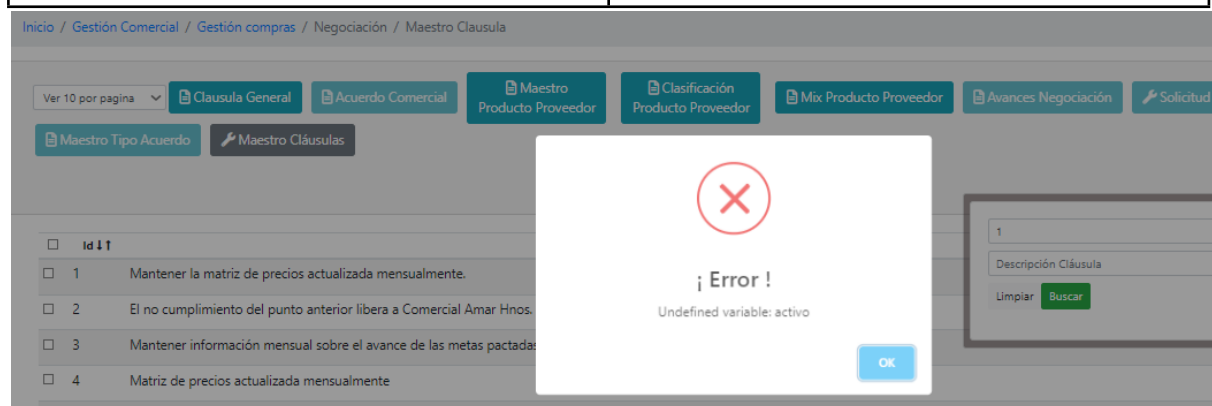 Inicio / Gestión Comercial / Gestión compras / Negociación / Maestro Clausula
Ver 10 por pagina
Clausula General
Acuerdo Comercial
Maestro
Producto Proveedor
Clasificación
Producto Proveedor
Mix Producto Proveedor
Avances Negociación
Solicitud
Maestro Tipo Acuerdo
Maestro Cláusulas
1
Descripción Cláusula
Limpiar Buscar
Id
1 Mantener la matriz de precios actualizada mensualmente.
2 El no cumplimiento del punto anterior libera a Comercial Amar Hnos.
3 Mantener información mensual sobre el avance de las metas pactadas
4 Matriz de precios actualizada mensualmente
¡ Error !
Undefined variable: activo
OK